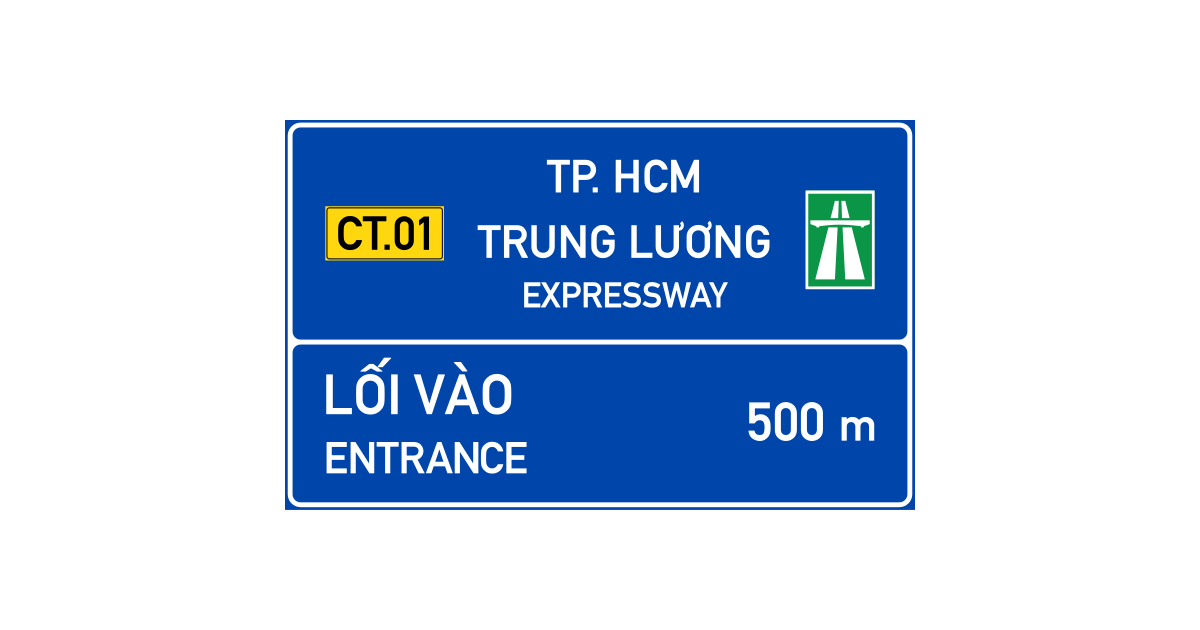 TP. HCM
CT.01
TRUNG LƯƠNG
EXPRESSWAY
LỐI VÀO
500 m
ENTRANCE